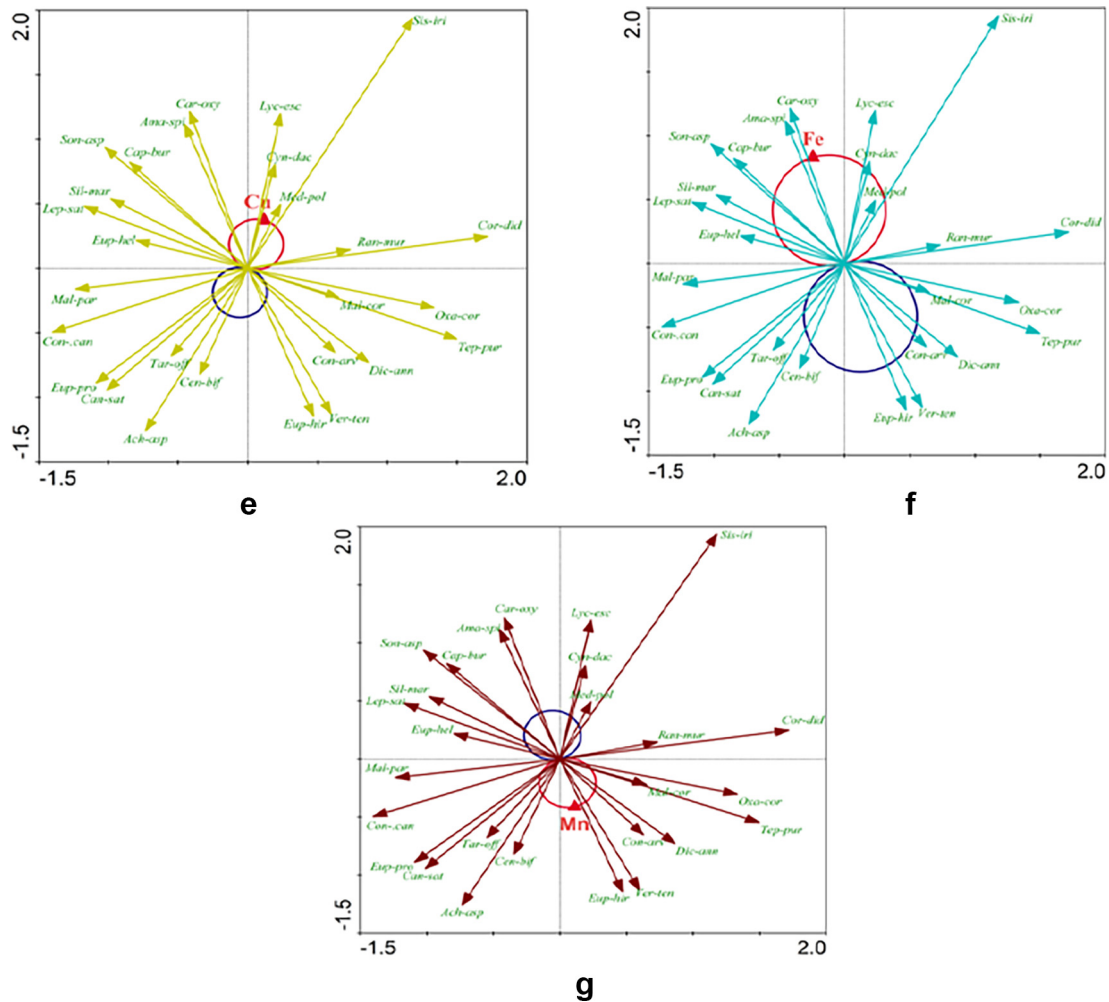 2.0
Sis-iri
Car-oxy
Lyc-esc
Ama-spi
Son-asp
Cap-bur
Cyn-dac
Sil-mar
Cu
Med-pol
Lep-sat
Cor-did
Eup-hel
Ran-mur
Mal-par
Mal-cor
Oxa-cor
Con-.can
Tep-pur
Tar-off
Con-arv
Eup-pro
Cen-bif
Dic-ann
Can-sat
Eup-hir
Ver-ten
Ach-asp
-1.5
-1.5
2.0
e
2.0
Sis-iri
Car-oxy
Lyc-esc
Ama-spi
Son-asp
Fe
Cap-bur
Cyn-dac
Sil-mar
Med-pol
Lep-sat
Cor-did
Eup-hel
Ran-mur
Mal-par
Mal-cor
Oxa-cor
Con-.can
Tep-pur
Tar-off
Con-arv
Eup-pro
Cen-bif
Dic-ann
Can-sat
Eup-hir
Ver-ten
Ach-asp
-1.5
-1.5
2.0
f
2.0
Sis-iri
Car-oxy
Lyc-esc
Ama-spi
Son-asp
Cap-bur
Cyn-dac
Sil-mar
Med-pol
Lep-sat
Cor-did
Eup-hel
Ran-mur
Mal-par
Mal-cor
Oxa-cor
Con-.can
Mn
Tep-pur
Tar-off
Con-arv
Eup-pro
Cen-bif
Dic-ann
Can-sat
Eup-hir
Ver-ten
Ach-asp
-1.5
-1.5
2.0
g